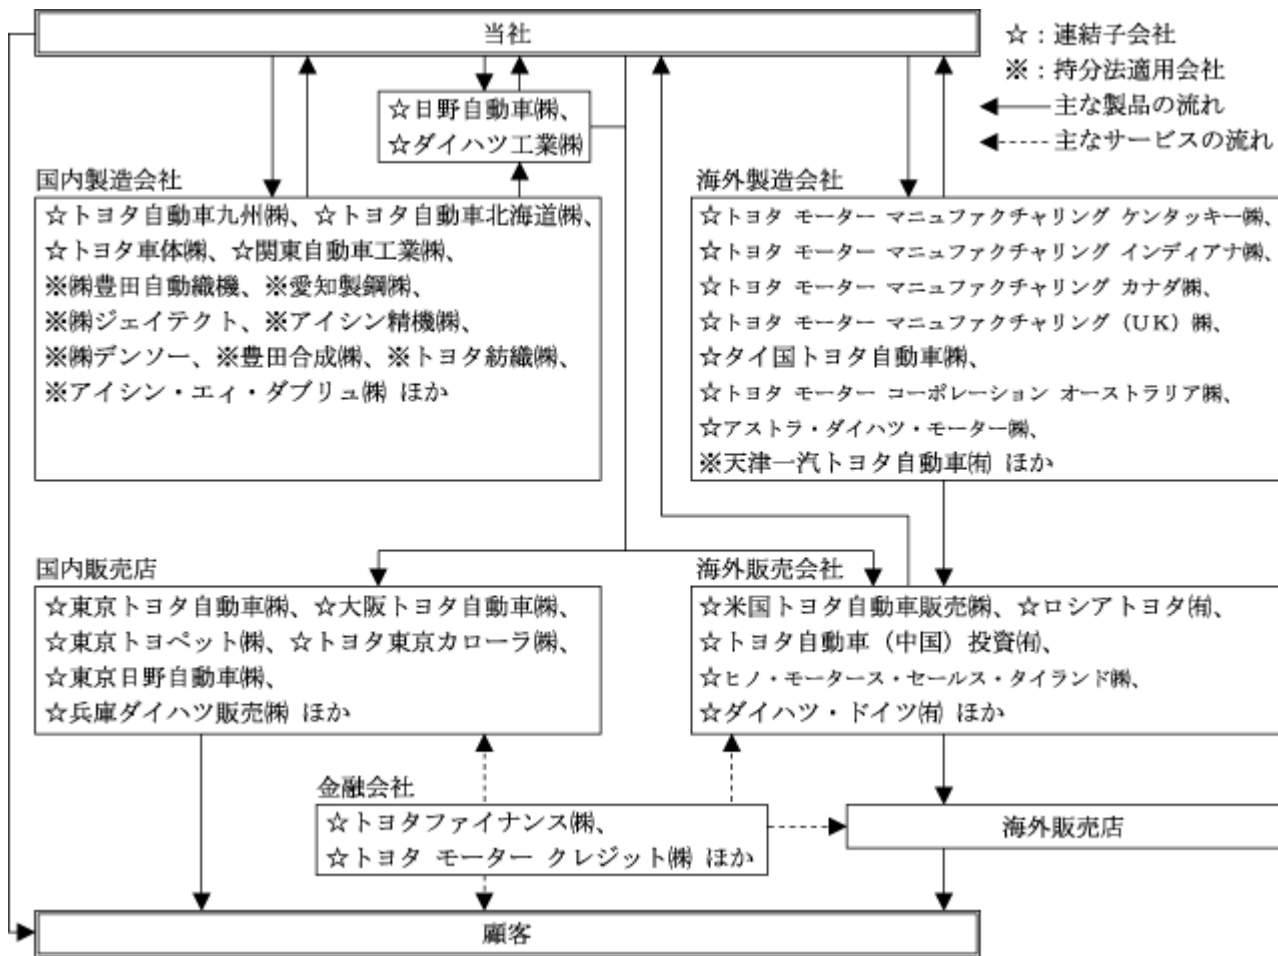 当社
☆：連結子会社
※：持分法適用会社
主な製品の流れ
主なサービスの流れ
☆日野自動車㈱、
☆ダイハツ工業㈱
国内製造会社
☆トヨタ自動車九州㈱、☆トヨタ自動車北海道㈱、
☆トヨタ車体㈱、☆関東自動車工業㈱、
※㈱豊田自動織機、※愛知製鋼㈱、
※㈱ジェイテクト、※アイシン精機㈱、
※㈱デンソー、※豊田合成㈱、※トヨタ紡織㈱、
※アイシン・エィ・ダブリュ㈱ ほか
海外製造会社
☆トヨタ モーター マニュファクチャリング ケンタッキー㈱、
☆トヨタ モーター マニュファクチャリング インディアナ㈱、
☆トヨタ モーター マニュファクチャリング カナダ㈱、
☆トヨタ モーター マニュファクチャリング（UK）㈱、
☆タイ国トヨタ自動車㈱、
☆トヨタ モーター コーポレーション オーストラリア㈱、
☆アストラ・ダイハツ・モーター㈱、
※天津一汽トヨタ自動車㈲ ほか
国内販売店
☆東京トヨタ自動車㈱、☆大阪トヨタ自動車㈱、
☆東京トヨペット㈱、☆トヨタ東京カローラ㈱、
☆東京日野自動車㈱、
☆兵庫ダイハツ販売㈱ ほか
海外販売会社
☆米国トヨタ自動車販売㈱、☆ロシアトヨタ㈲、
☆トヨタ自動車（中国）投資㈲、
☆ヒノ・モータース・セールス・タイランド㈱、
☆ダイハツ・ドイツ㈲ ほか
金融会社
☆トヨタファイナンス㈱、
☆トヨタ モーター クレジット㈱ ほか
海外販売店
顧客